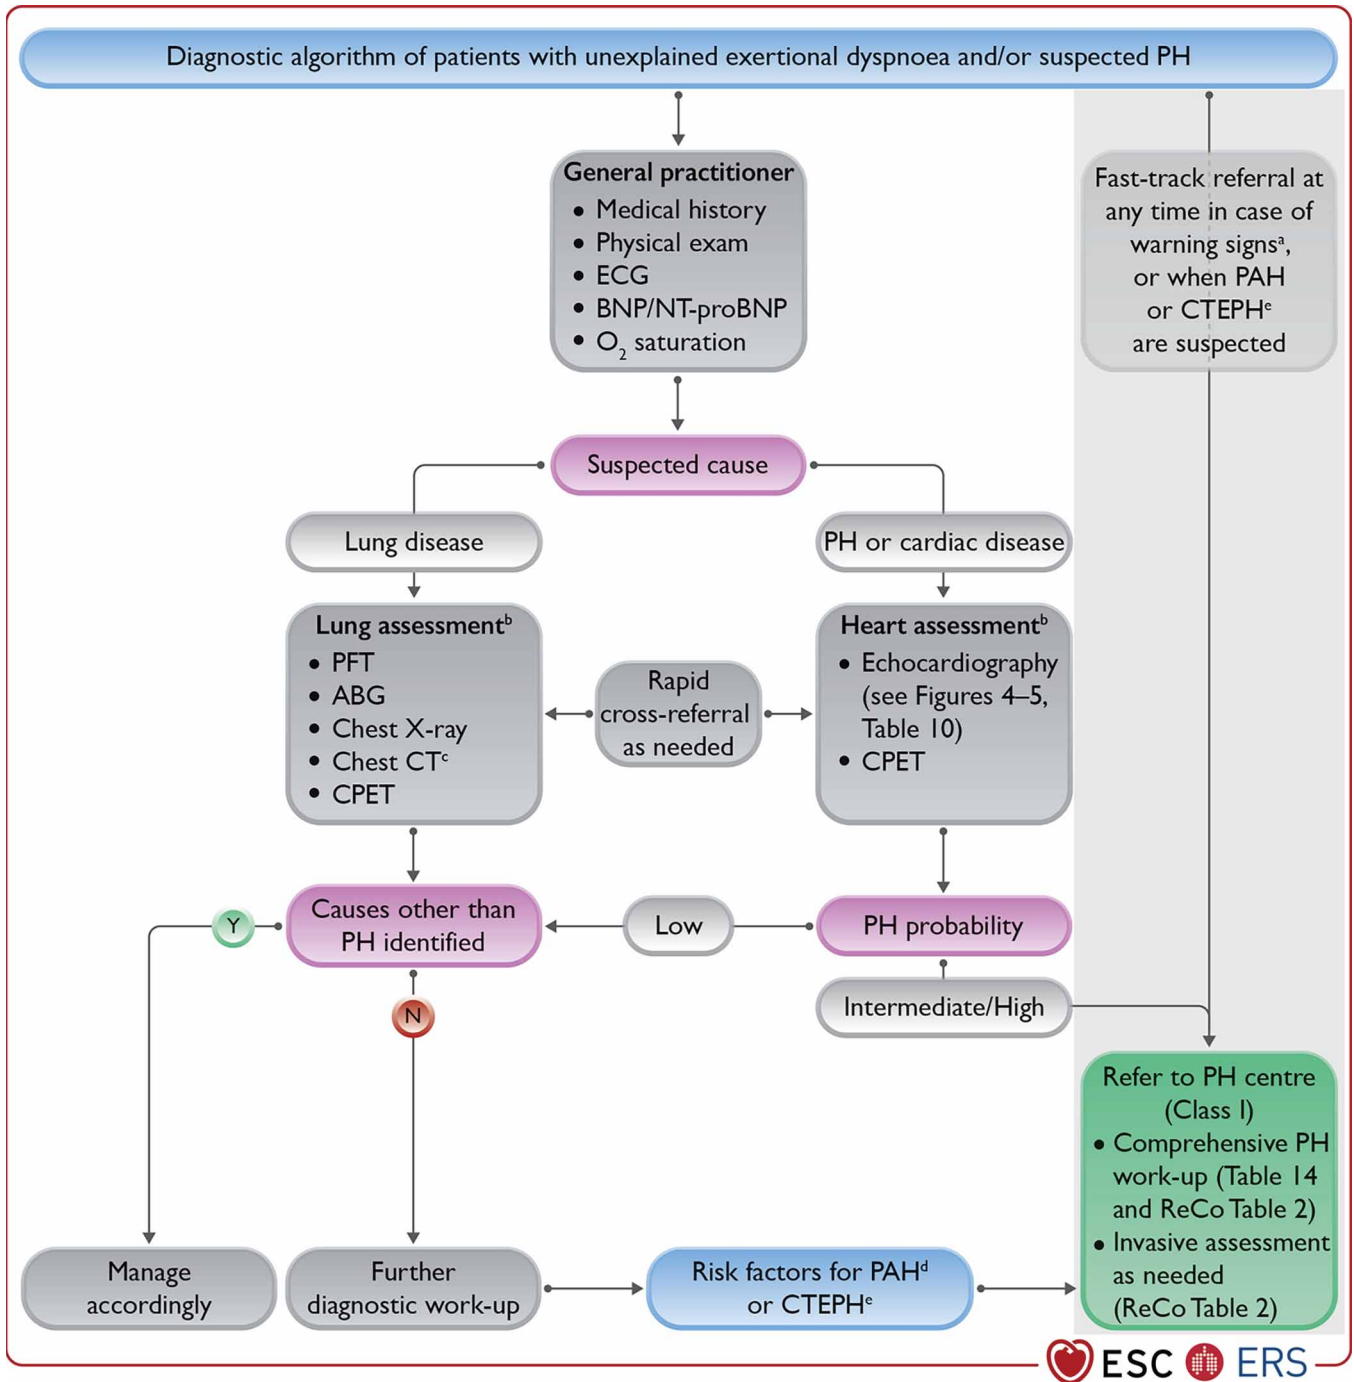 Diagnostic algorithm of patients with unexplained exertional dyspnoea and/or suspected PH
General practitioner
• Medical history
• Physical exam
• ECG
• BNP/NT-proBNP
• O₂ saturation
Fast-track referral at
any time in case of
warning signsᵃ,
or when PAH
or CTEPHᵉ
are suspected
Suspected cause
Lung disease
PH or cardiac disease
Lung assessmentᵇ
• PFT
• ABG
• Chest X-ray
• Chest CTᶜ
• CPET
Rapid
cross-referral
as needed
Heart assessmentᵇ
• Echocardiography
(see Figures 4–5,
Table 10)
• CPET
Causes other than
PH identified
Y
N
Low
PH probability
Intermediate/High
Manage
accordingly
Further
diagnostic work-up
Risk factors for PAHᵈ
or CTEPHᵉ
Refer to PH centre
(Class I)
• Comprehensive PH
work-up (Table 14
and ReCo Table 2)
• Invasive assessment
as needed
(ReCo Table 2)
ESC ERS